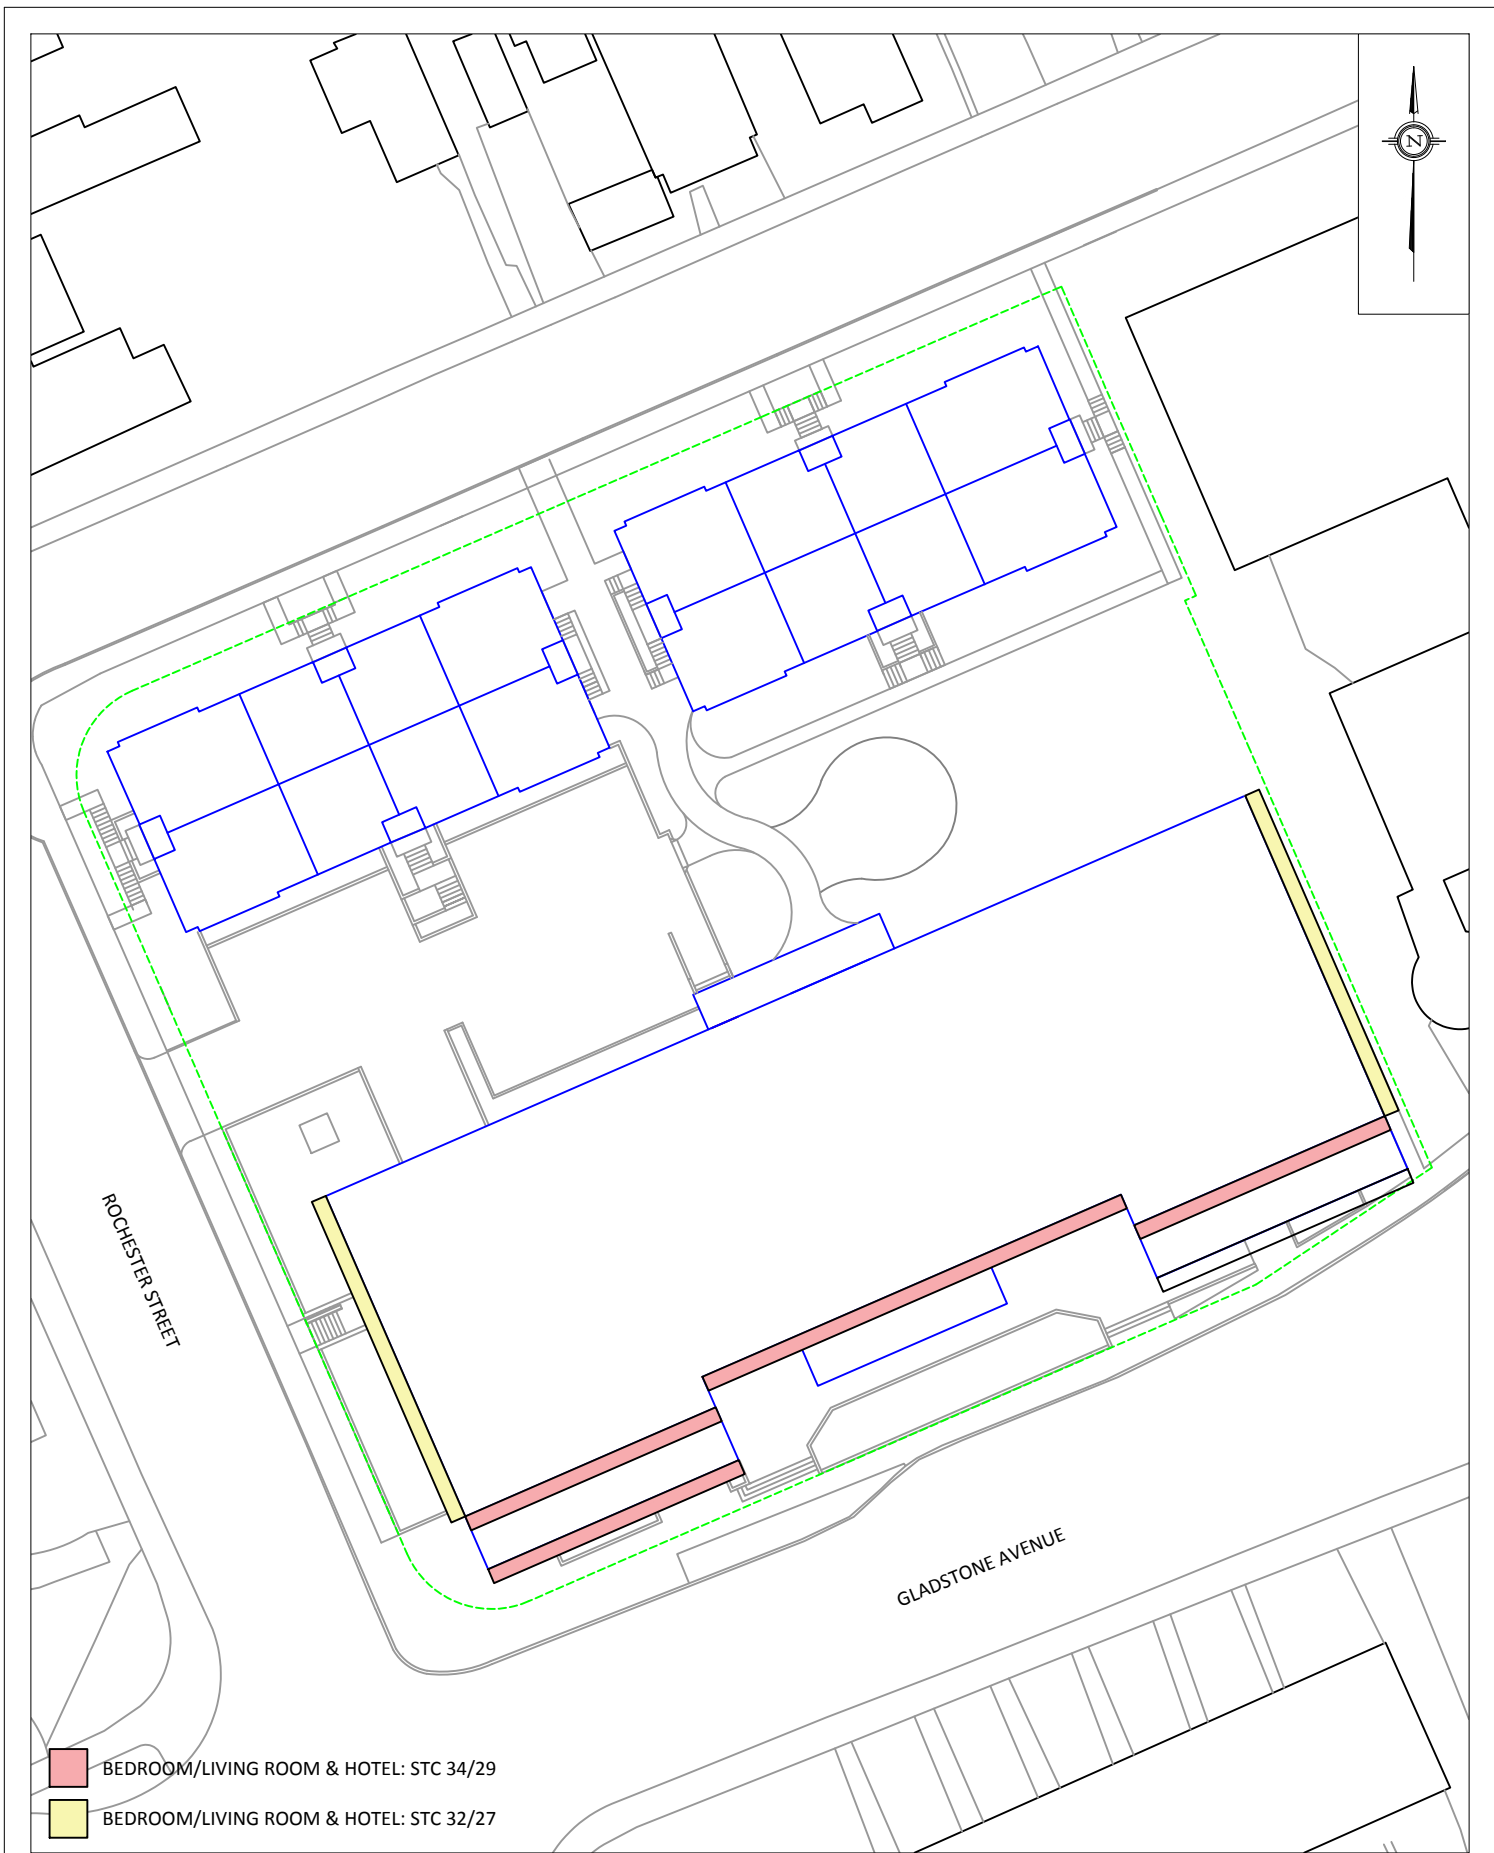 N
ROCHESTER STREET
GLADSTONE AVENUE
BEDROOM/LIVING ROOM & HOTEL: STC 34/29
BEDROOM/LIVING ROOM & HOTEL: STC 32/27